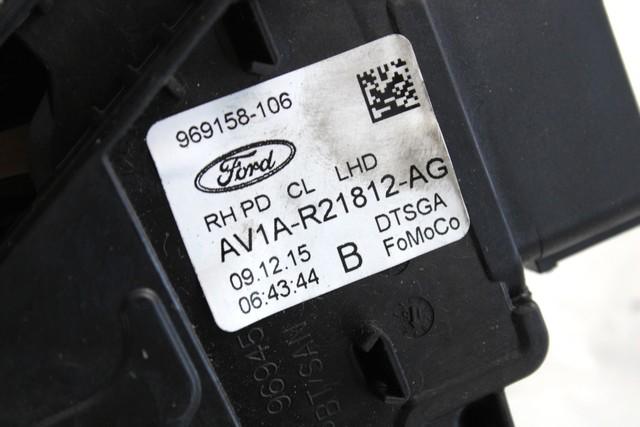 969158-106
Ford
RH PD CL LHD
AV1A-R21812-AG
09.12.15 B DTSGA
06:43:44 FoMoCo